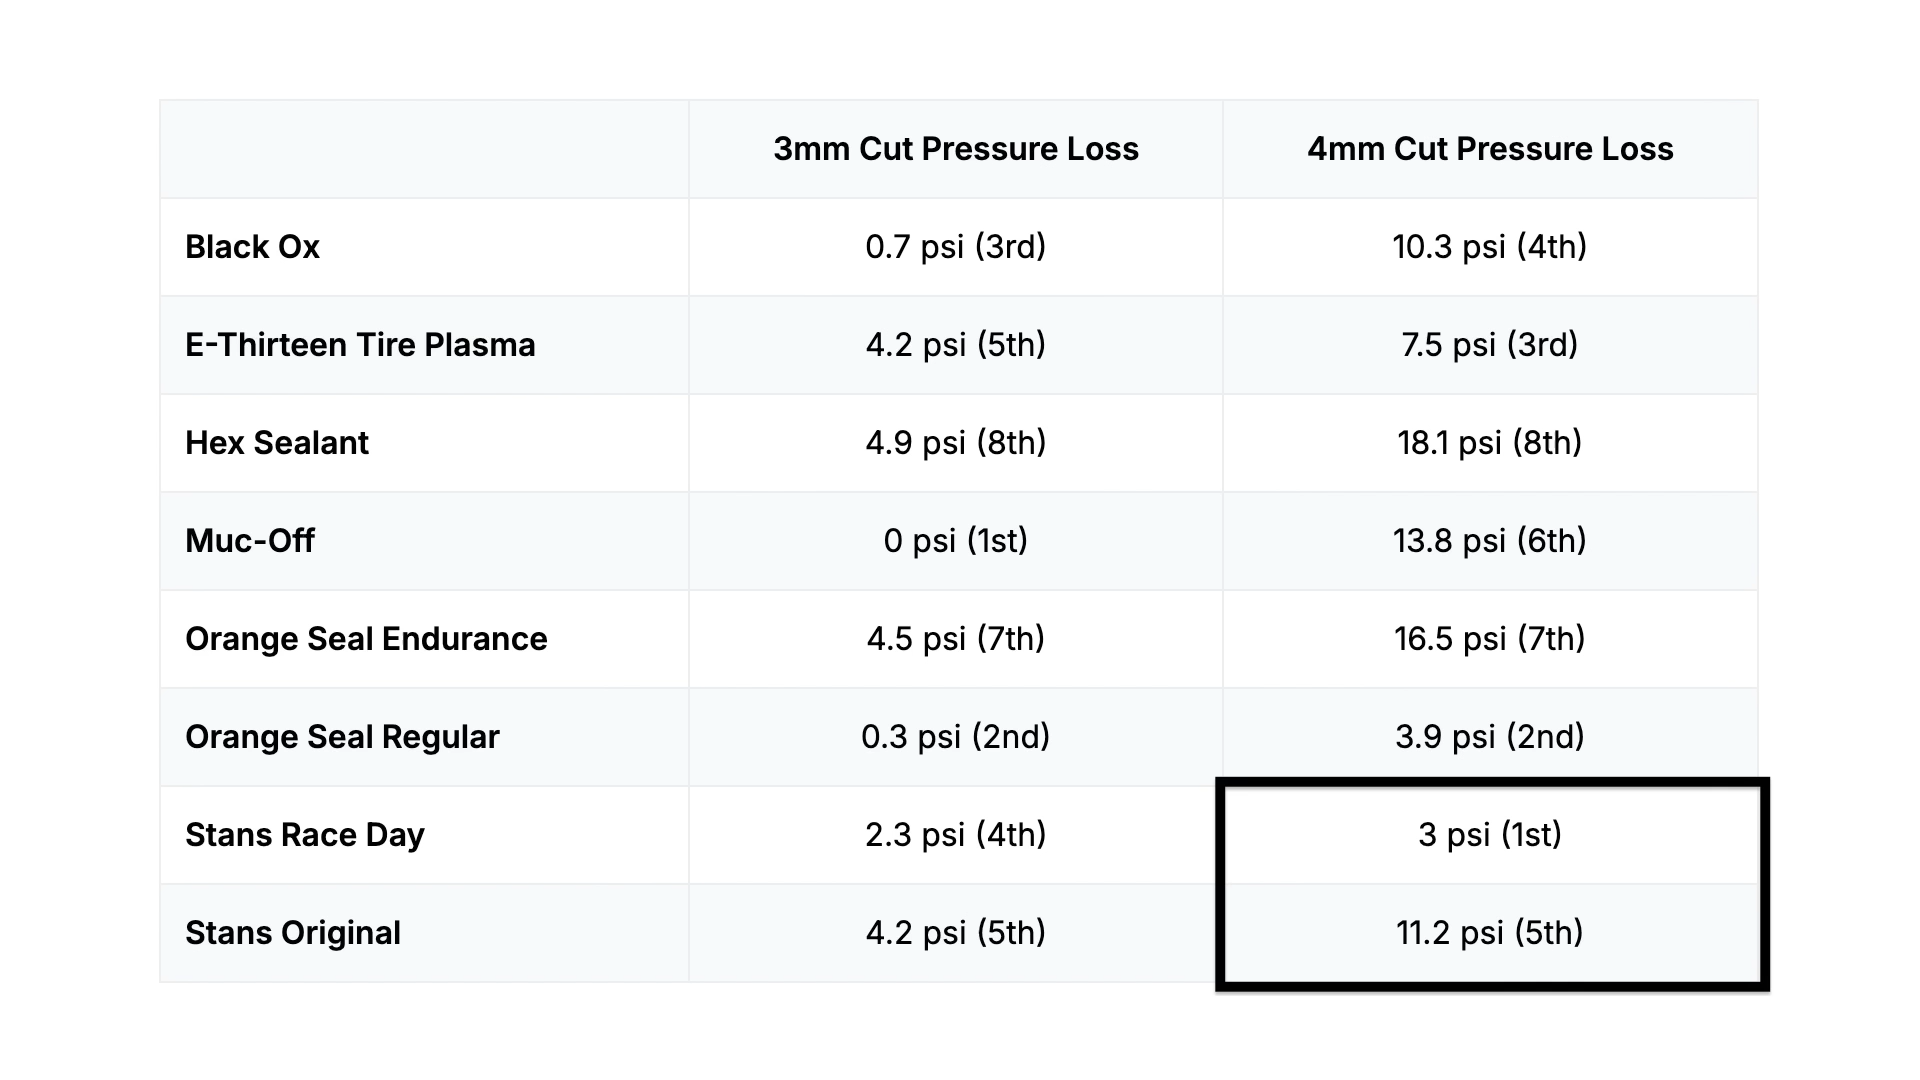 3mm Cut Pressure Loss 4mm Cut Pressure Loss
Black Ox 0.7 psi (3rd) 10.3 psi (4th)
E-Thirteen Tire Plasma 4.2 psi (5th) 7.5 psi (3rd)
Hex Sealant 4.9 psi (8th) 18.1 psi (8th)
Muc-Off 0 psi (1st) 13.8 psi (6th)
Orange Seal Endurance 4.5 psi (7th) 16.5 psi (7th)
Orange Seal Regular 0.3 psi (2nd) 3.9 psi (2nd)
Stans Race Day 2.3 psi (4th) 3 psi (1st)
Stans Original 4.2 psi (5th) 11.2 psi (5th)